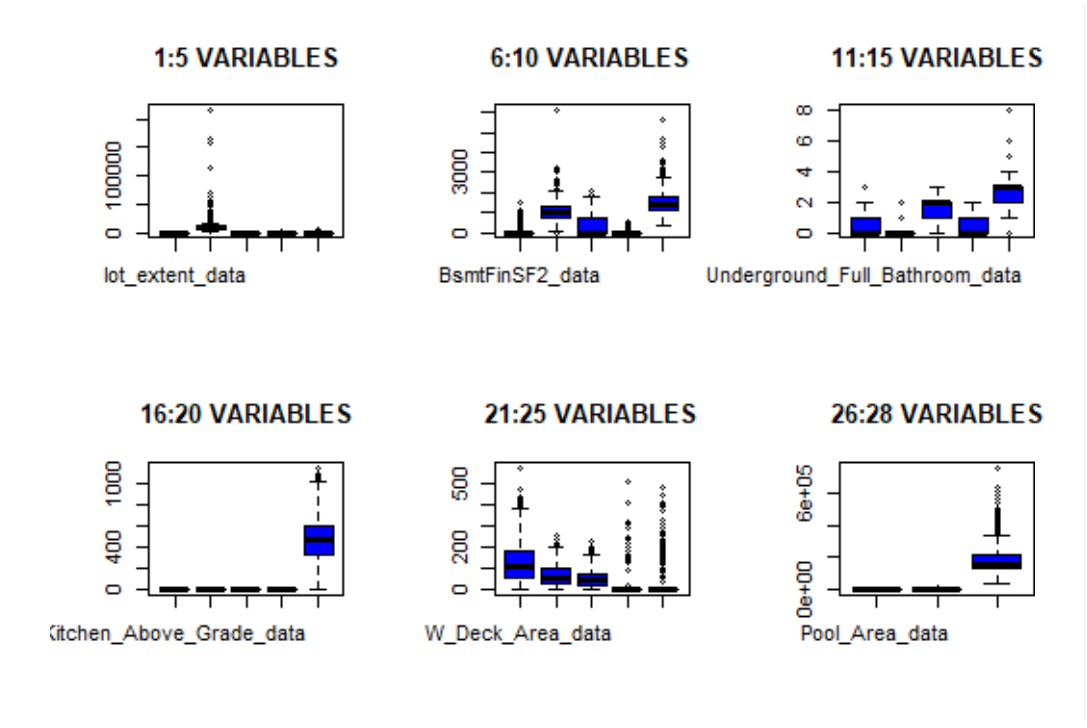 1:5 VARIABLES
6:10 VARIABLES
11:15 VARIABLES
100000
0
lot_extent_data
3000
0
BsmtFinSF2_data
8
6
4
2
0
Underground_Full_Bathroom_data
16:20 VARIABLES
21:25 VARIABLES
26:28 VARIABLES
1000
400
0
Kitchen_Above_Grade_data
500
200
0
W_Deck_Area_data
6e+05
0e+00
Pool_Area_data